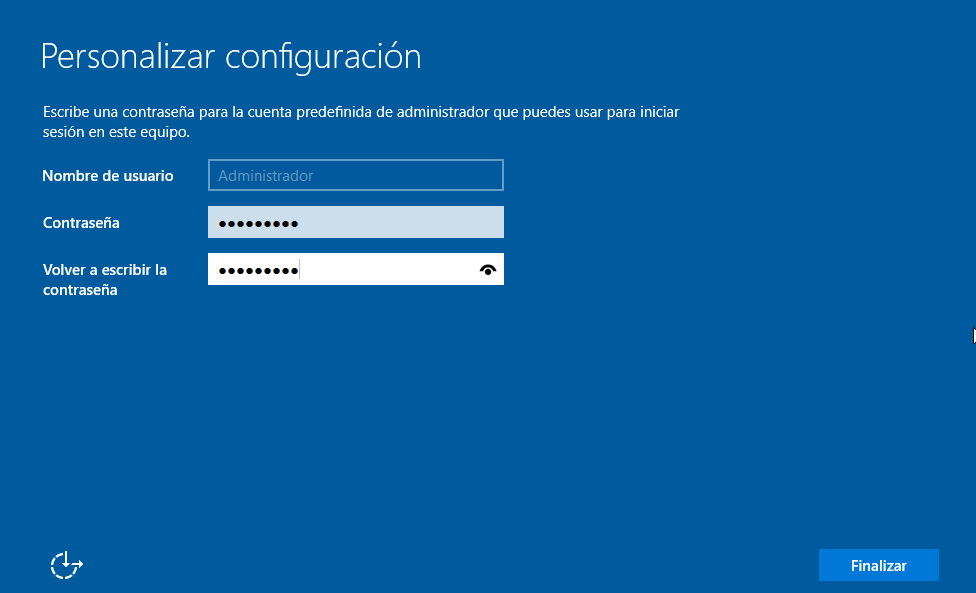 Personalizar configuración
Escribe una contraseña para la cuenta predefinida de administrador que puedes usar para iniciar
sesión en este equipo.
Nombre de usuario
Administrador
Contraseña
●●●●●●●●●
Volver a escribir la
contraseña
●●●●●●●●●
Finalizar